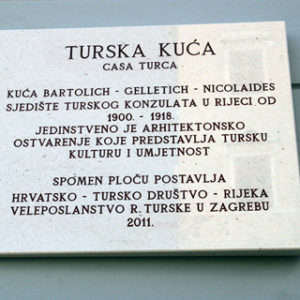 TURSKA KUĆA
CASA TURCA
KUĆA BARTOLICH - GELLETICH - NICOLAIDES
SJEDIŠTE TURSKOG KONZULATA U RIJECI OD
1900. - 1918.
JEDINSTVENO JE ARHITEKTONSKO
OSTVARENJE KOJE PREDSTAVLJA TURSKU
KULTURU I UMJETNOST
SPOMEN PLOČU POSTAVLJA
HRVATSKO - TURSKO DRUŠTVO - RIJEKA
VELEPOSLANSTVO R. TURSKE U ZAGREBU
2011.